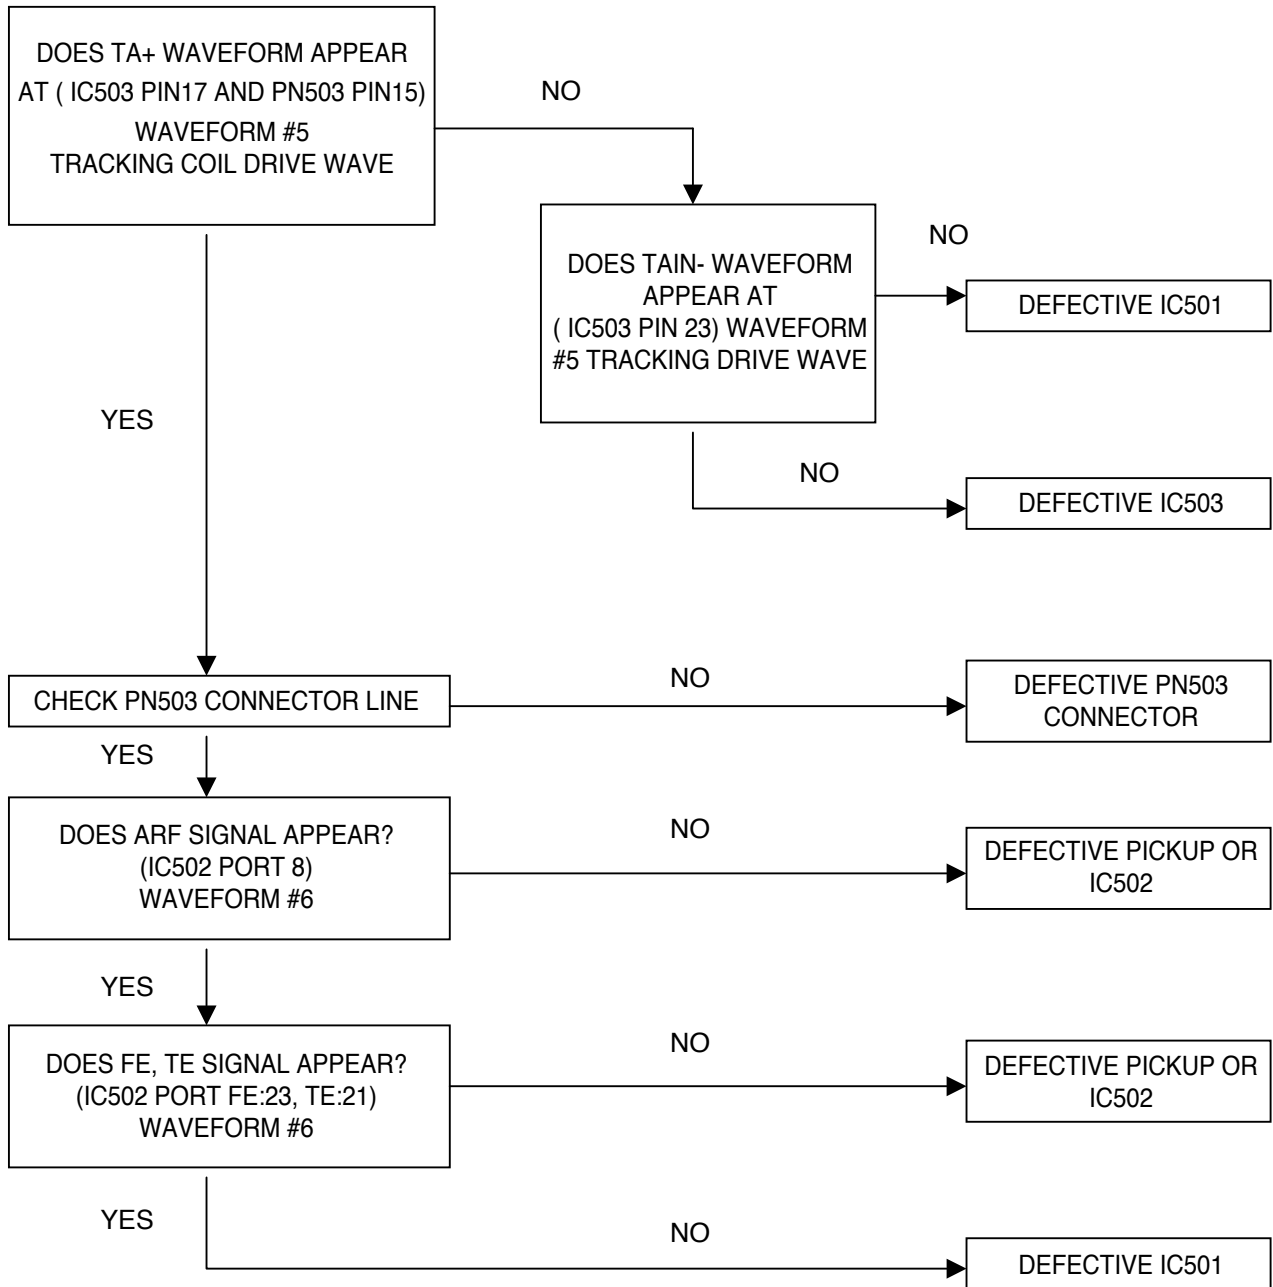 DOES TA+ WAVEFORM APPEAR
AT ( IC503 PIN17 AND PN503 PIN15)
WAVEFORM #5
TRACKING COIL DRIVE WAVE
NO
DOES TAIN- WAVEFORM
APPEAR AT
( IC503 PIN 23) WAVEFORM
#5 TRACKING DRIVE WAVE
NO
DEFECTIVE IC501
YES
NO
DEFECTIVE IC503
CHECK PN503 CONNECTOR LINE
NO
DEFECTIVE PN503
CONNECTOR
YES
DOES ARF SIGNAL APPEAR?
(IC502 PORT 8)
WAVEFORM #6
NO
DEFECTIVE PICKUP OR
IC502
YES
DOES FE, TE SIGNAL APPEAR?
(IC502 PORT FE:23, TE:21)
WAVEFORM #6
NO
DEFECTIVE PICKUP OR
IC502
YES
NO
DEFECTIVE IC501